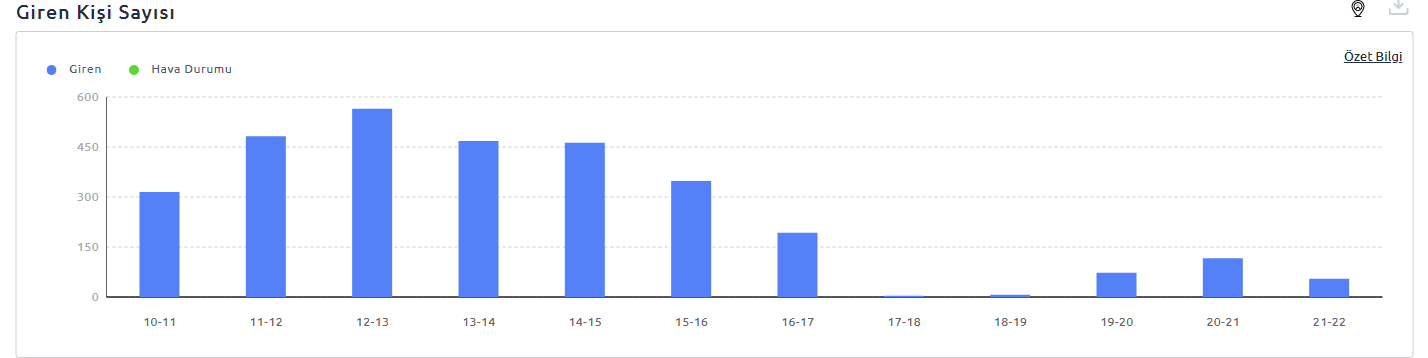 Giren Kişi Sayısı
Özet Bilgi
Giren Hava Durumu
600
450
300
150
0
10-11 11-12 12-13 13-14 14-15 15-16 16-17 17-18 18-19 19-20 20-21 21-22